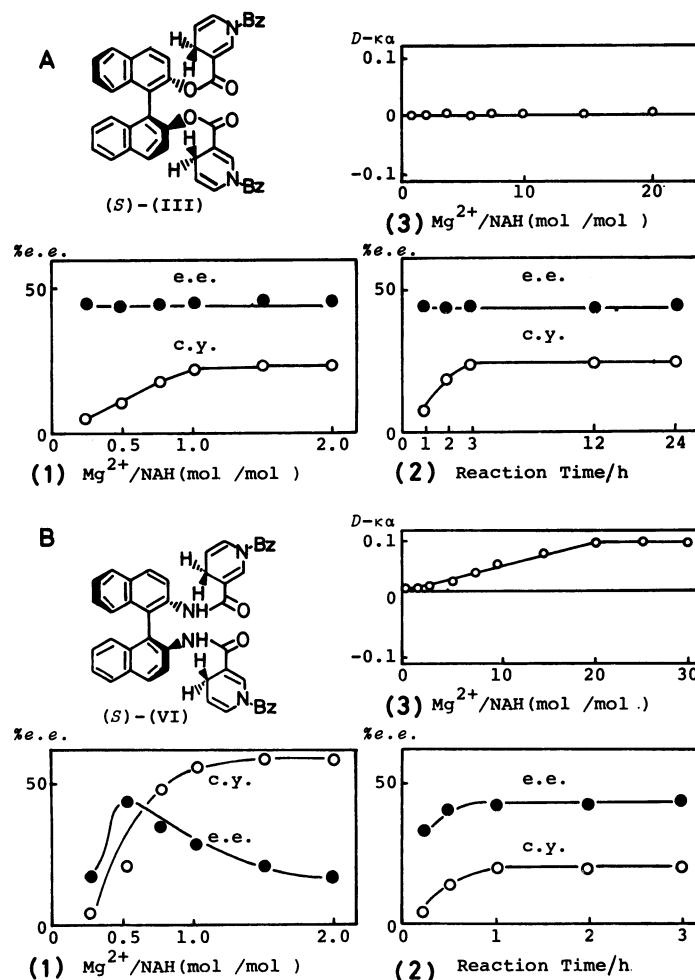 A
H
H
N-Bz
O
O
O
O
H
H
N
Bz
(S)-(III)
D-κα
0.1
0
-0.1
0
10
20
(3) Mg2+/NAH(mol /mol )
%e.e.
50
0
e.e.
c.y.
0
0.5
1.0
2.0
(1) Mg2+/NAH(mol /mol )
50
0
e.e.
c.y.
0
1
2
3
12
24
(2) Reaction Time/h
B
H
H
N-Bz
NH
O
NH
O
H
H
N
Bz
(S)-(VI)
D-κα
0.1
0
-0.1
0
10
20
30
(3) Mg2+/NAH(mol /mol .)
%e.e.
50
0
c.y.
e.e.
0
0.5
1.0
2.0
(1) Mg2+/NAH(mol /mol )
%e.e.
50
0
e.e.
c.y.
0
1
2
3
(2) Reaction Time/h.